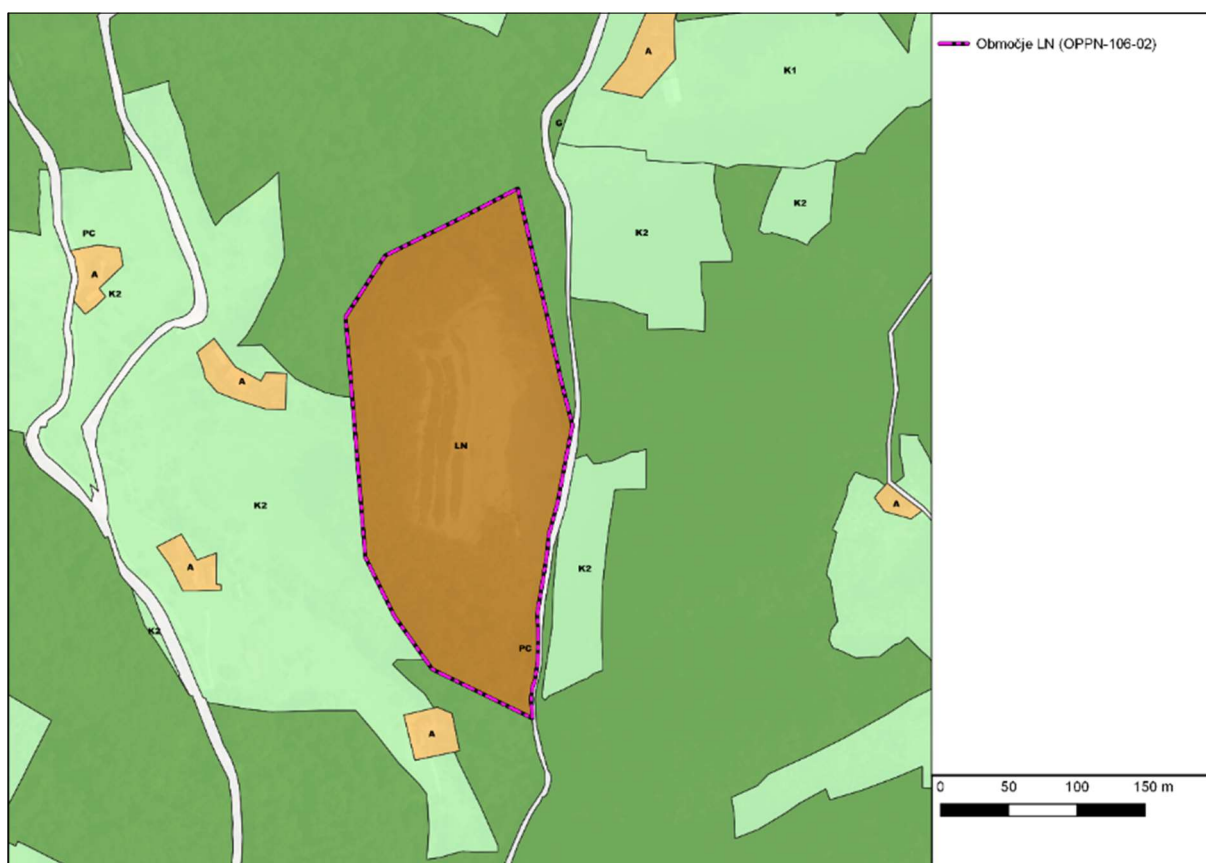 Območje LN (OPPN-106-02)
A
K1
G
K2
K2
PC
A
K2
A
LN
K2
A
A
K2
K2
PC
A
0 50 100 150 m